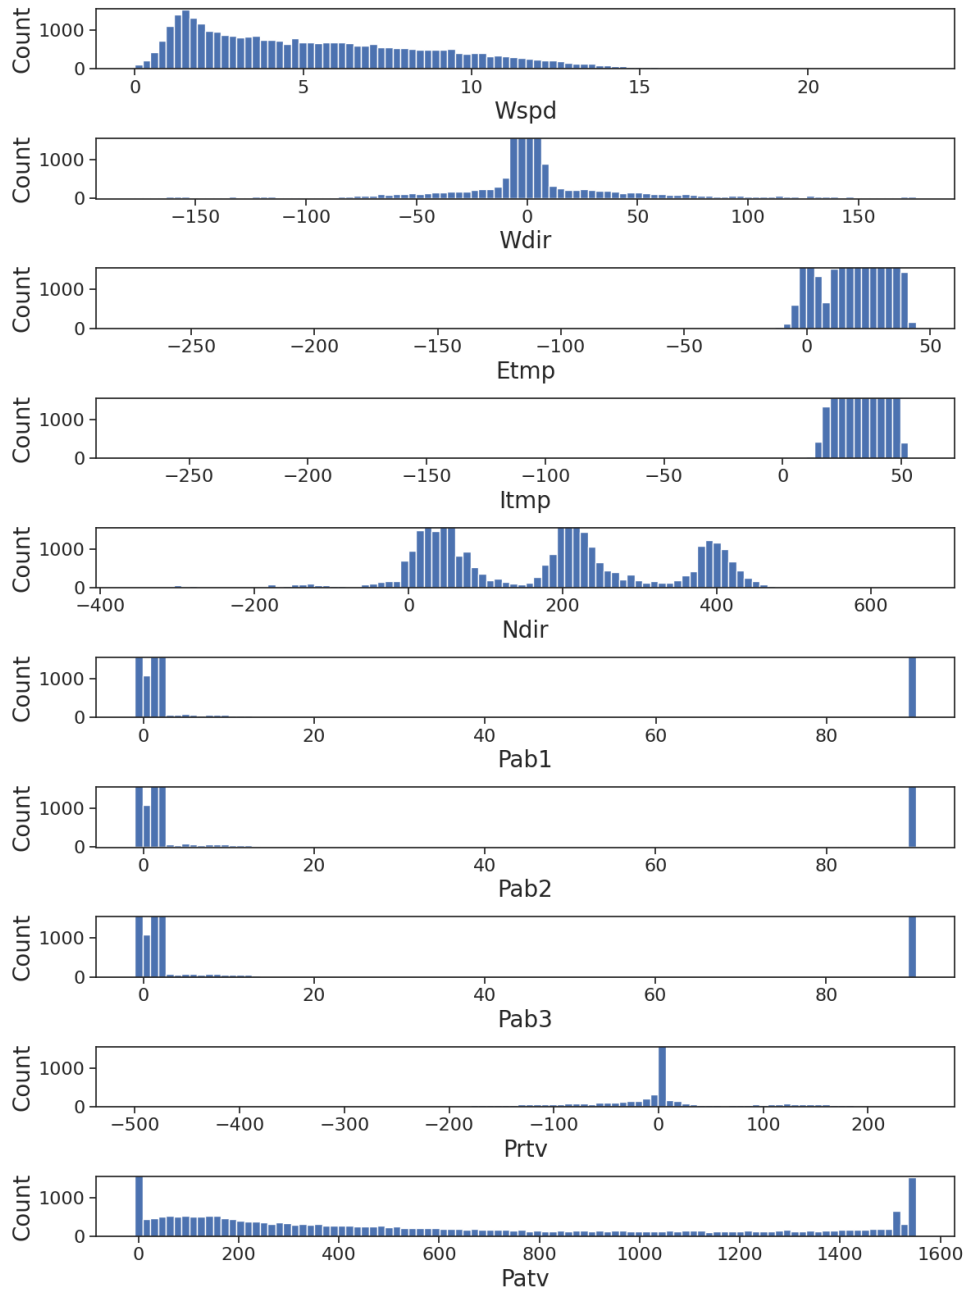 Count
1000
0
0 5 10 15 20
Wspd
Count
1000
0
−150 −100 −50 0 50 100 150
Wdir
Count
1000
0
−250 −200 −150 −100 −50 0 50
Etmp
Count
1000
0
−250 −200 −150 −100 −50 0 50
Itmp
Count
1000
0
−400 −200 0 200 400 600
Ndir
Count
1000
0
0 20 40 60 80
Pab1
Count
1000
0
0 20 40 60 80
Pab2
Count
1000
0
0 20 40 60 80
Pab3
Count
1000
0
−500 −400 −300 −200 −100 0 100 200
Prtv
Count
1000
0
0 200 400 600 800 1000 1200 1400 1600
Patv